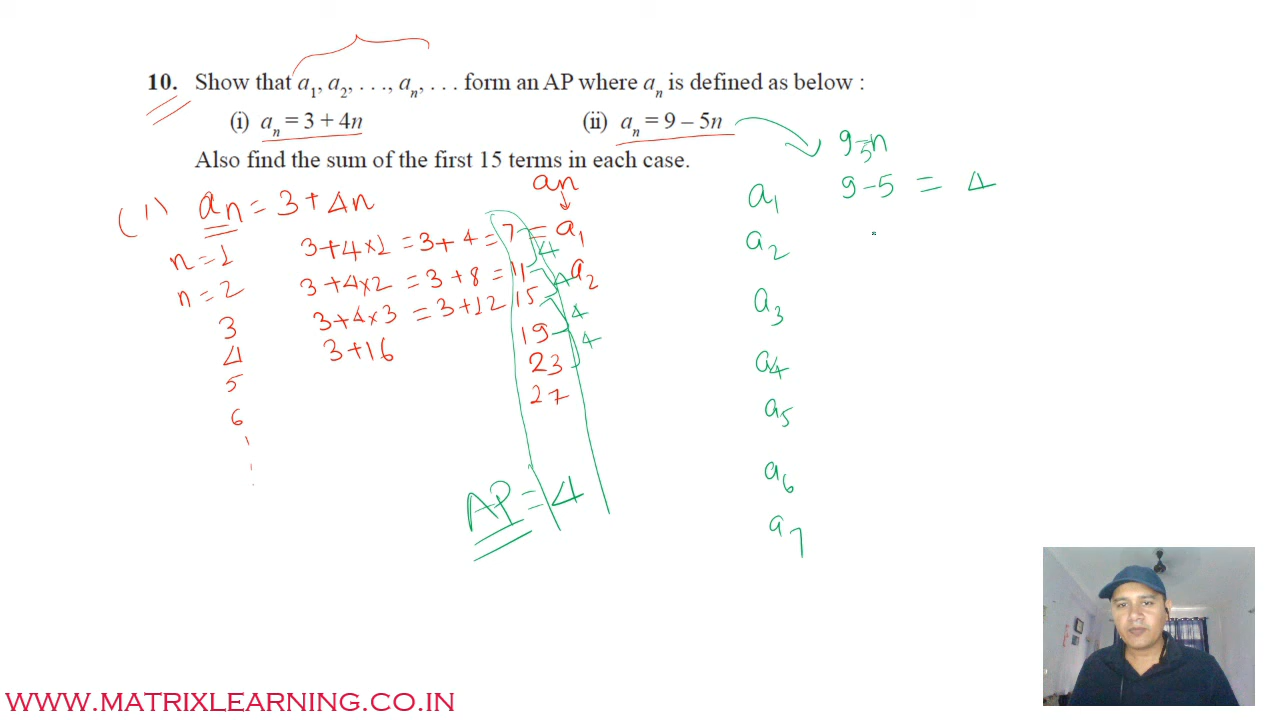 10. Show that a₁, a₂, . . ., aₙ, . . . form an AP where aₙ is defined as below :
(i) aₙ = 3 + 4n (ii) aₙ = 9 – 5n
Also find the sum of the first 15 terms in each case.
9-5n
(1) an = 3 + 4n
an
a₁ 9-5 = 4
n = 1 3+4×1 = 3+4 = 7 = a₁
4
a₂
n = 2 3+4×2 = 3+8 = 11 a₂
4
3 3+4×3 = 3+12 15
4
a₃
4 3+16 19
4
5 23
a₄
6 27
a₅
a₆
AP = 4
a₇
WWW.MATRIXLEARNING.CO.IN